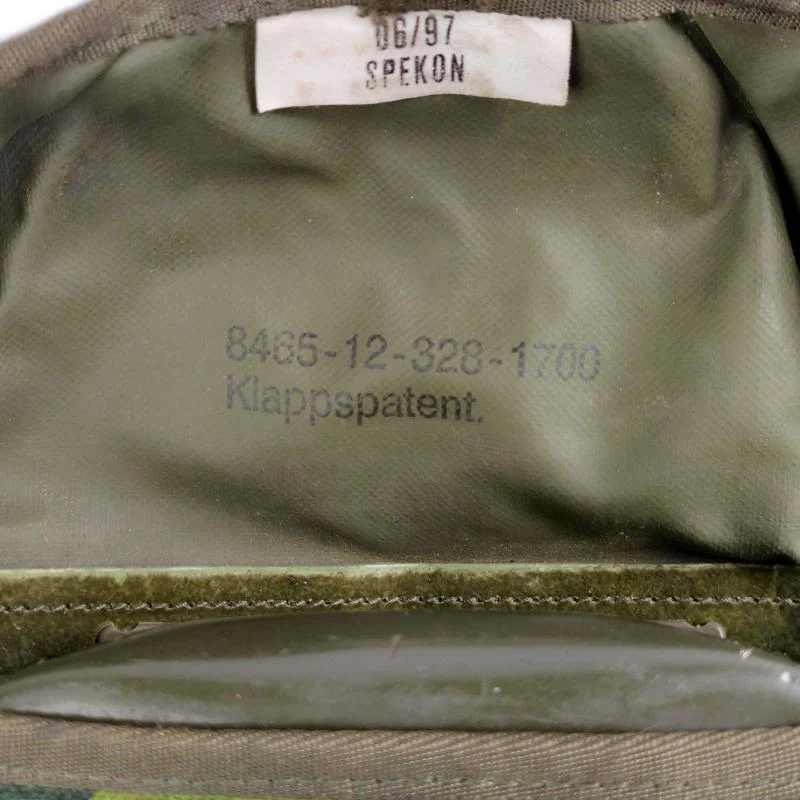 06/97
SPEKON
8465-12-328-1700
Klappspatent.